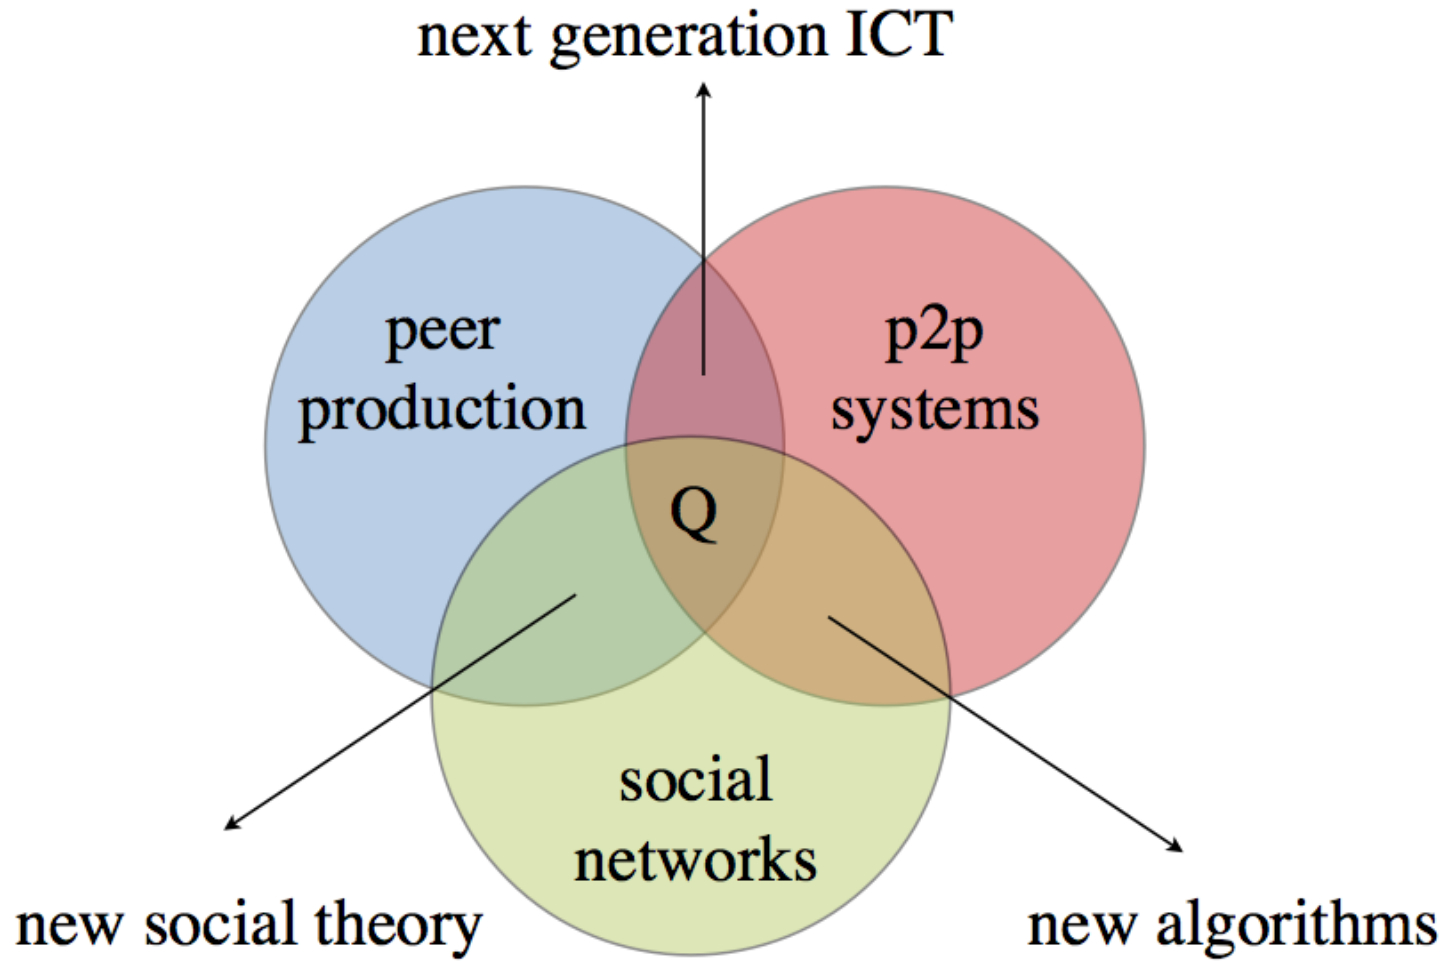 next generation ICT
peer
production
p2p
systems
Q
social
networks
new social theory
new algorithms